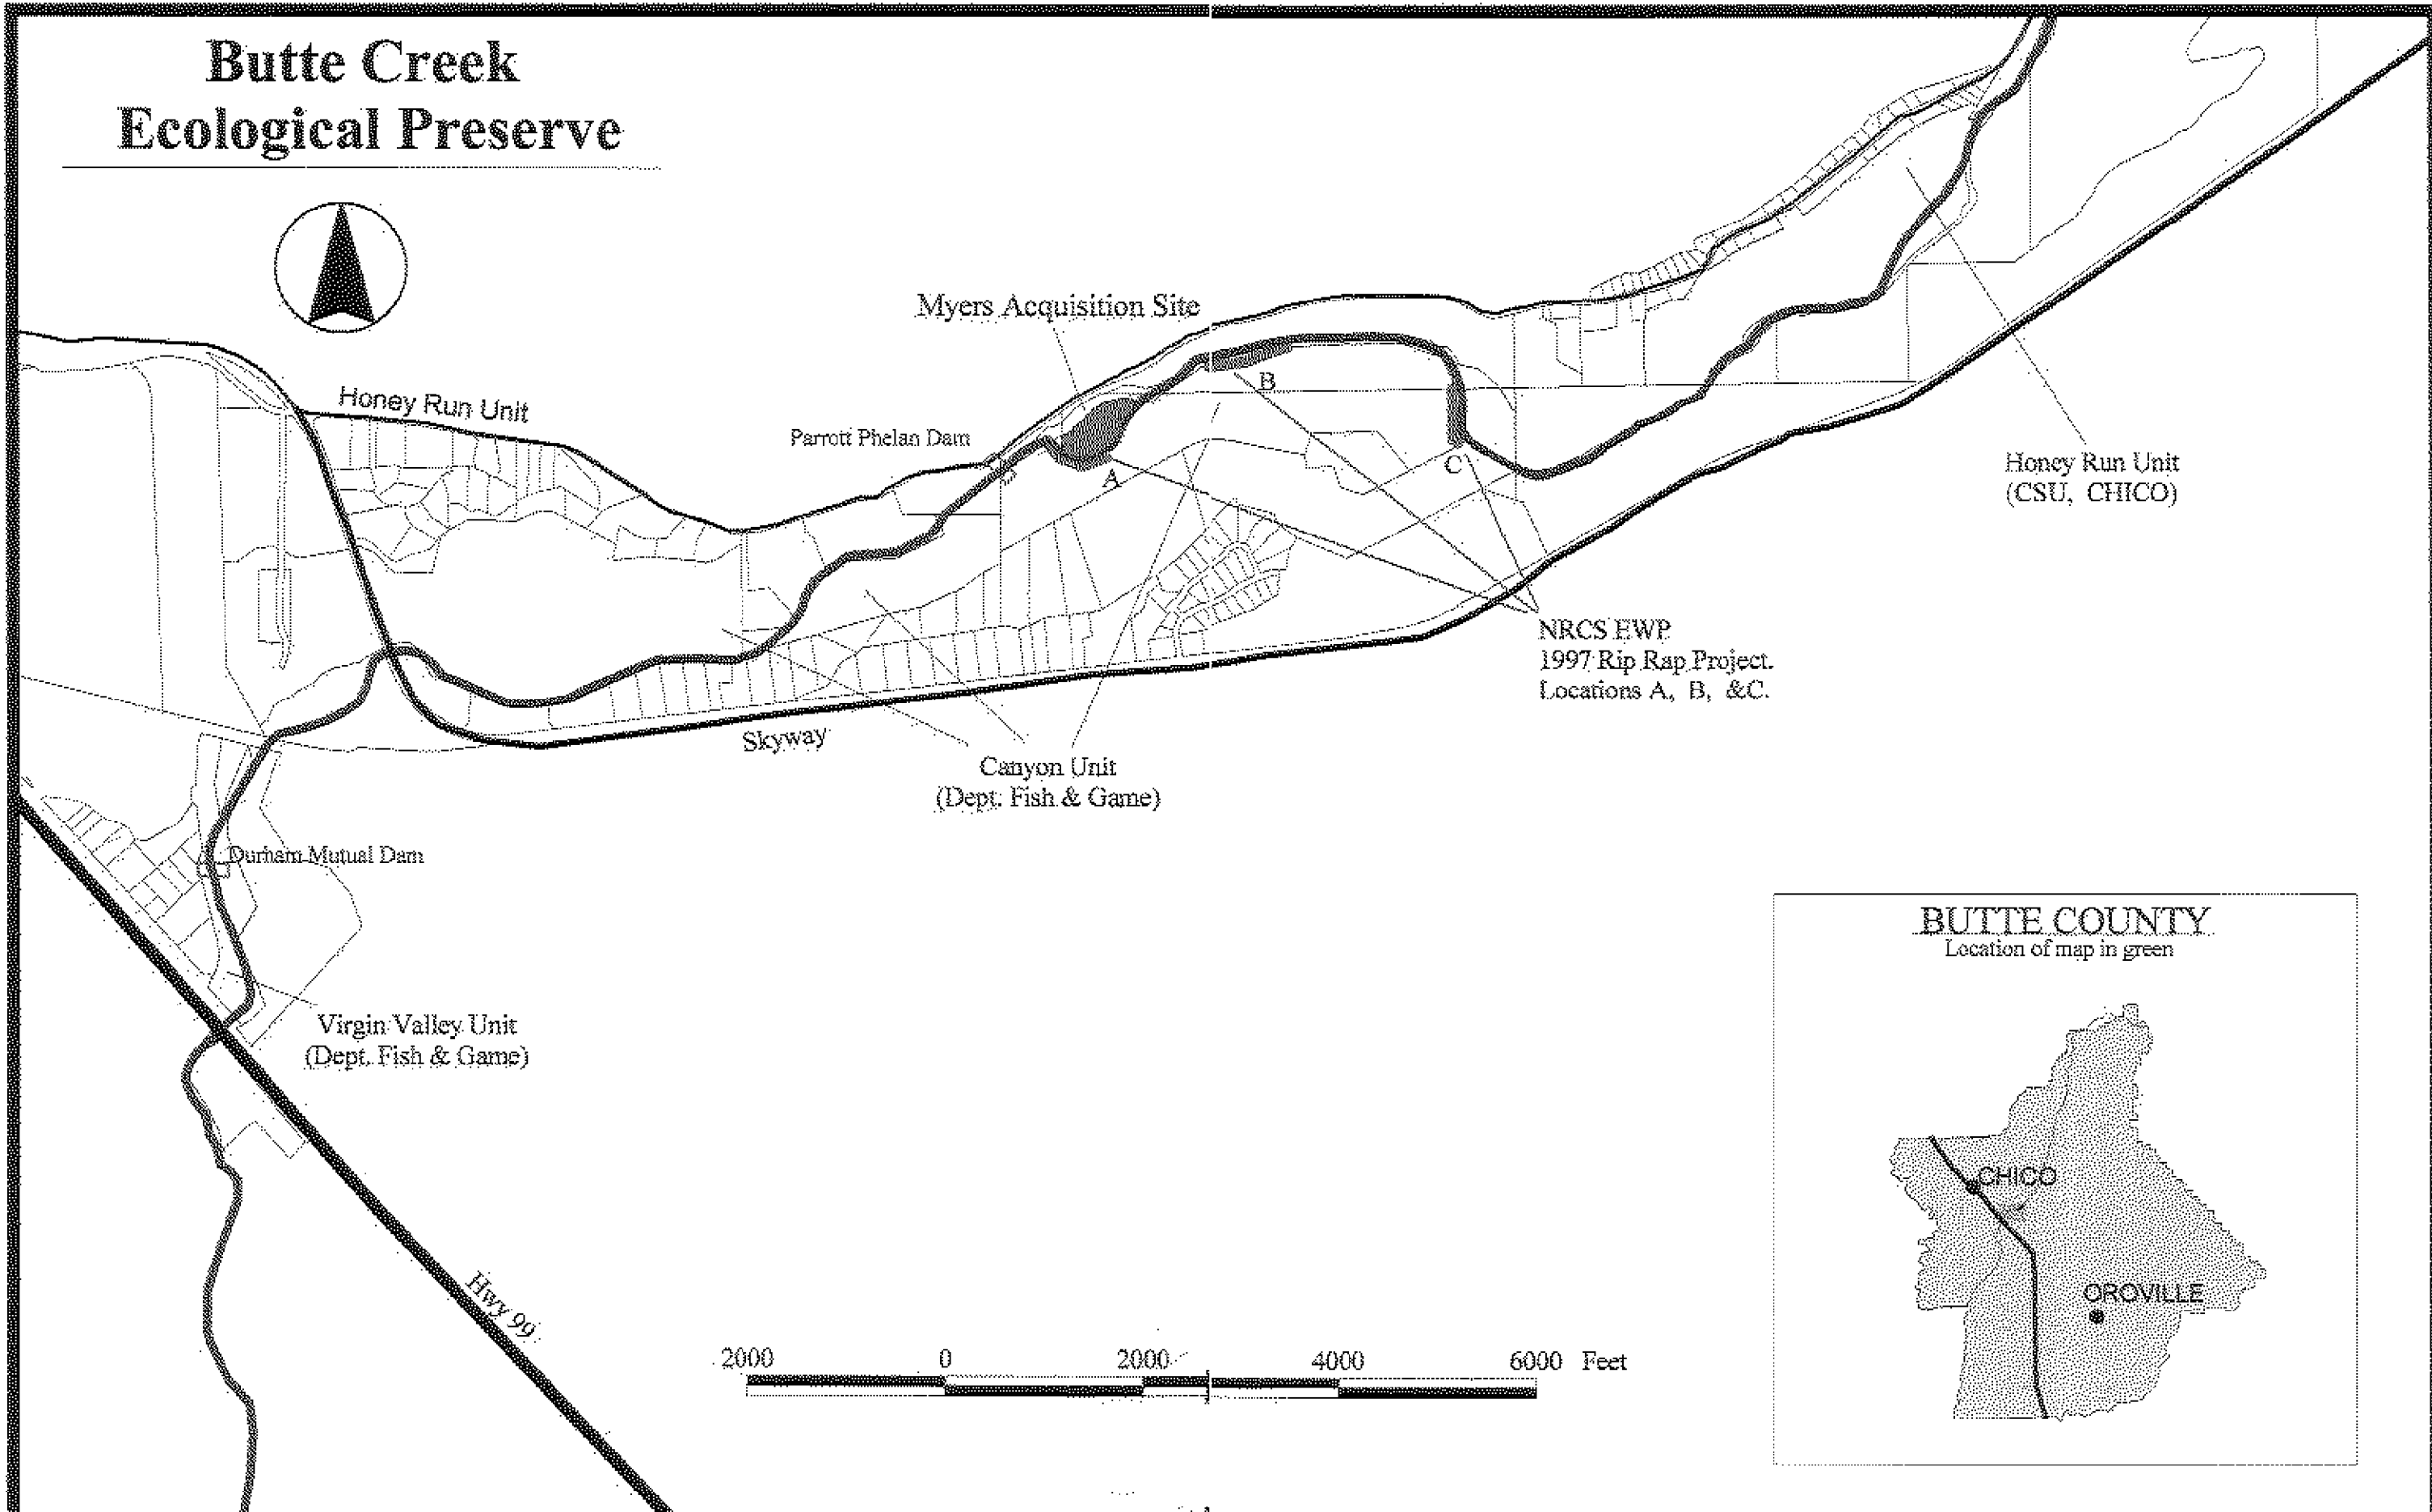 Butte Creek
Ecological Preserve
Myers Acquisition Site
Honey Run Unit
Parrott Phelan Dam
A
B
C
Honey Run Unit
(CSU, CHICO)
NRCS EWP
1997 Rip Rap Project.
Locations A, B, &C.
Skyway
Canyon Unit
(Dept. Fish & Game)
Durham Mutual Dam
Virgin Valley Unit
(Dept. Fish & Game)
Hwy 99
2000 0 2000 4000 6000 Feet
BUTTE COUNTY
Location of map in green
CHICO
OROVILLE